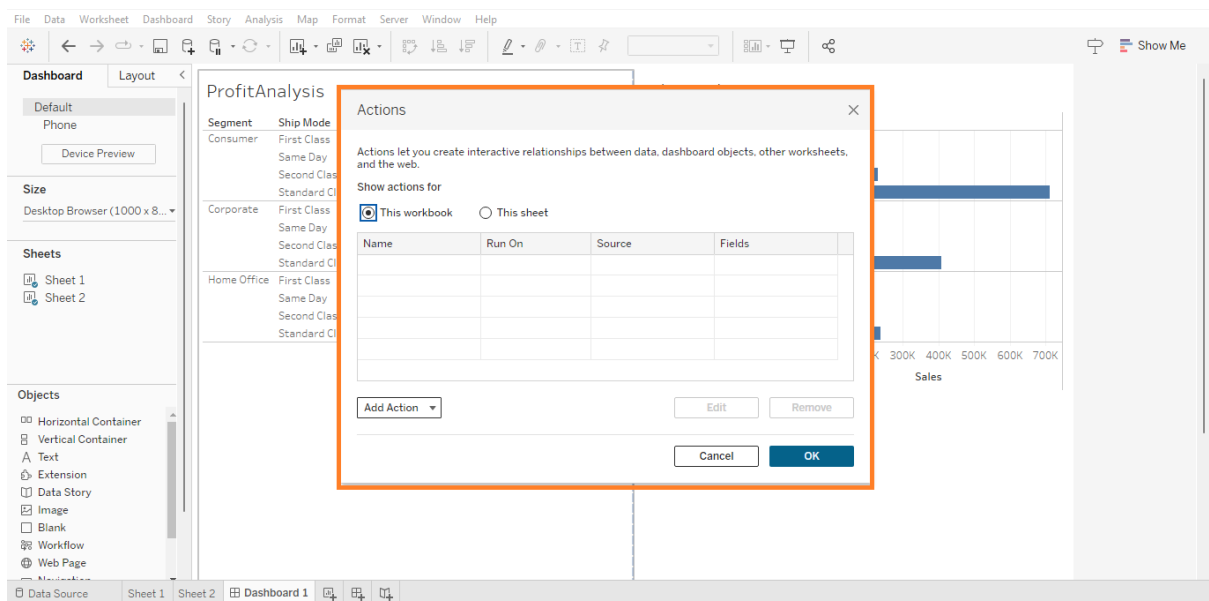 File Data Worksheet Dashboard Story Analysis Map Format Server Window Help
Show Me
Dashboard Layout
Default
Phone
Device Preview
Size
Desktop Browser (1000 x 8...
Sheets
Sheet 1
Sheet 2
Objects
Horizontal Container
Vertical Container
A Text
Extension
Data Story
Image
Blank
Workflow
Web Page
ProfitAnalysis
Segment Ship Mode
Consumer First Class
Same Day
Second Clas
Standard Cl
Corporate First Class
Same Day
Second Clas
Standard Cl
Home Office First Class
Same Day
Second Clas
Standard Cl
Actions
Actions let you create interactive relationships between data, dashboard objects, other worksheets,
and the web.
Show actions for
This workbook This sheet
Name Run On Source Fields
Add Action Edit Remove
Cancel OK
K 300K 400K 500K 600K 700K
Sales
Data Source Sheet 1 Sheet 2 Dashboard 1